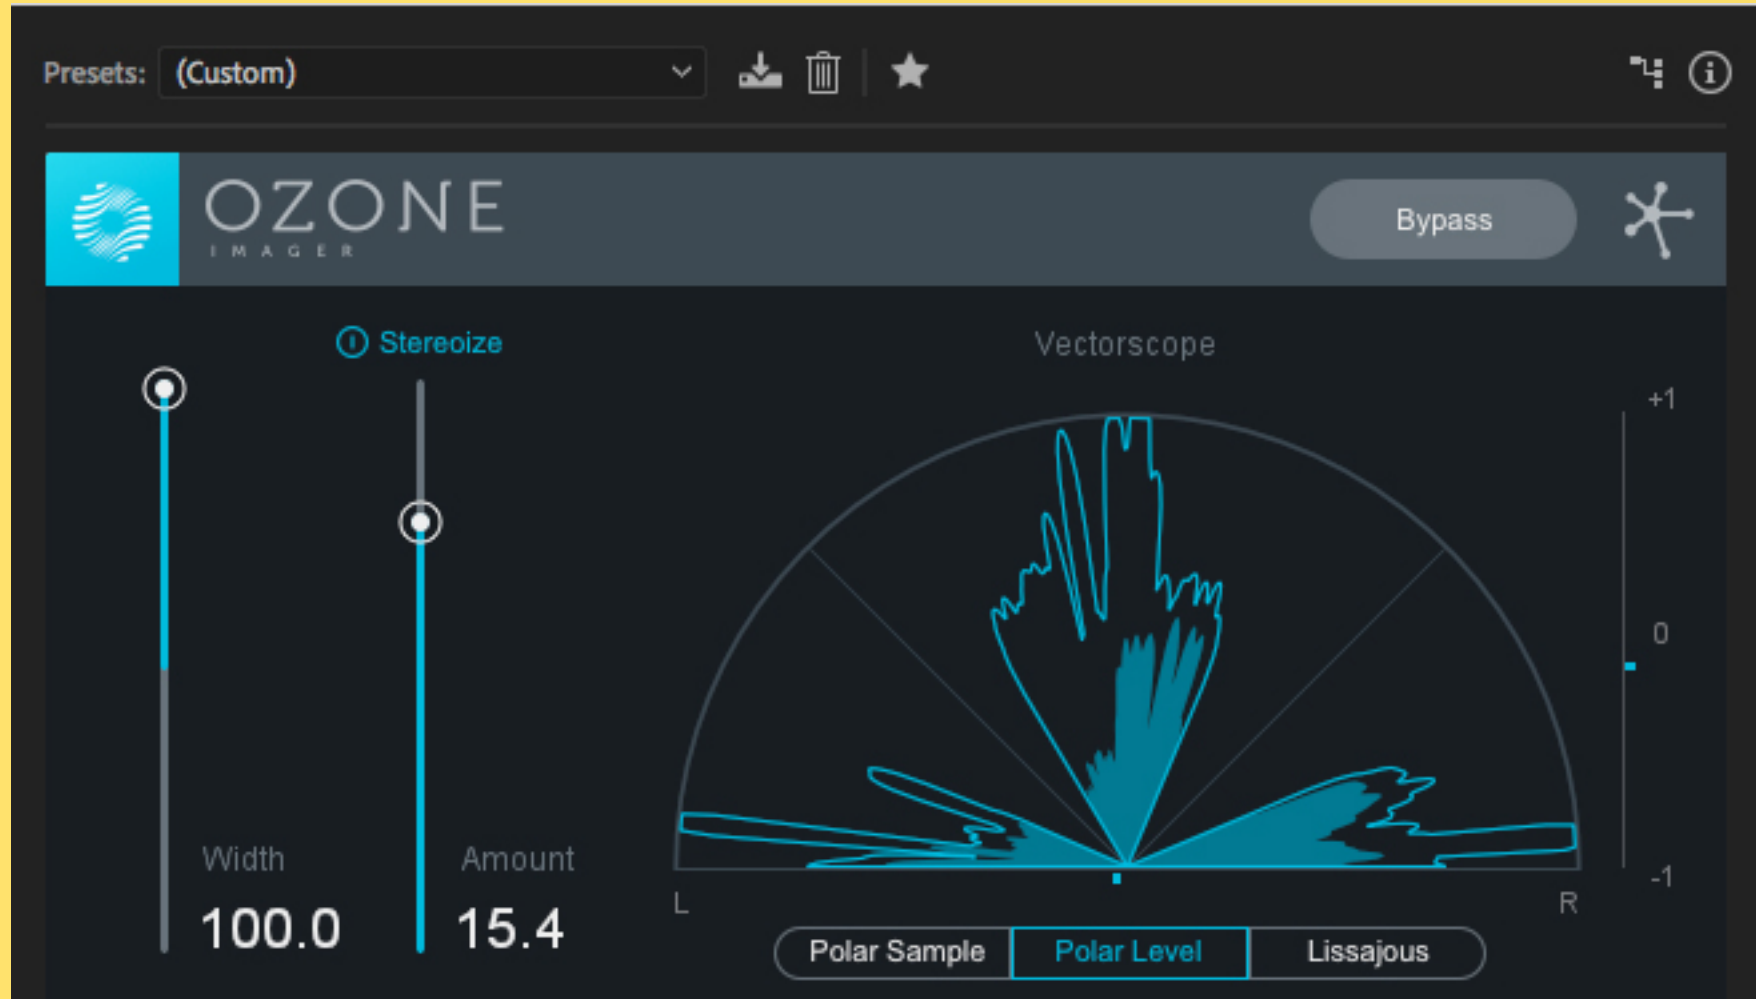 Presets: (Custom)
OZONE
IMAGER
Bypass
Stereoize
Vectorscope
+1
0
-1
Width
100.0
Amount
15.4
L
R
Polar Sample
Polar Level
Lissajous